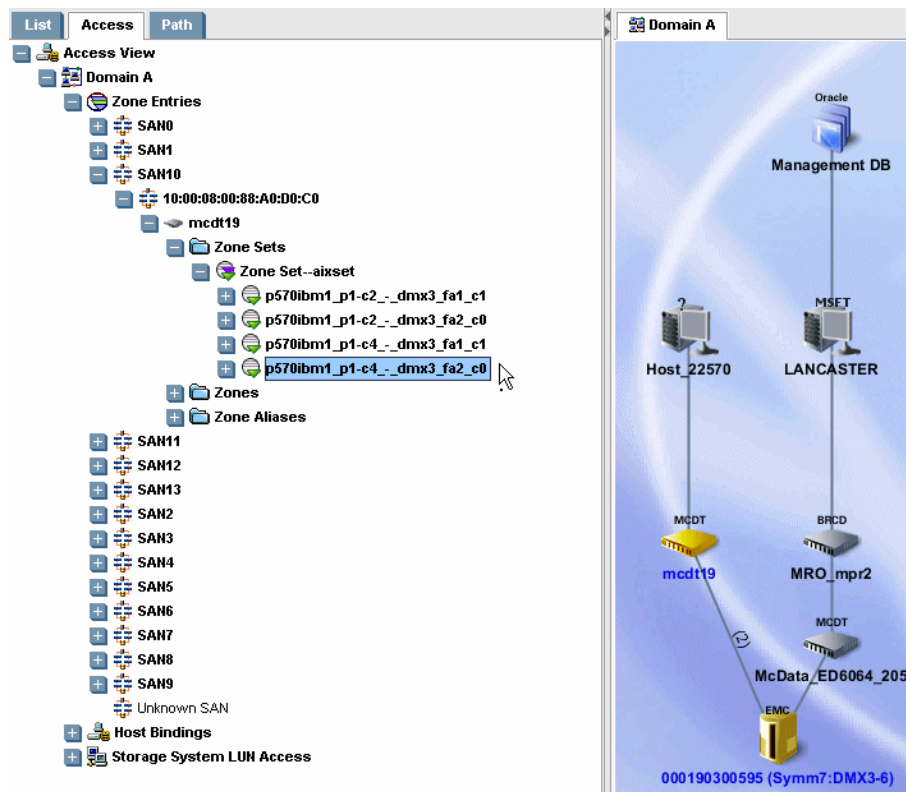 List
Access
Path
Access View
Domain A
Zone Entries
SAN0
SAN1
SAN10
10:00:08:00:88:A0:D0:C0
mcdt19
Zone Sets
Zone Set--aixset
p570ibm1_p1-c2_-_dmx3_fa1_c1
p570ibm1_p1-c2_-_dmx3_fa2_c0
p570ibm1_p1-c4_-_dmx3_fa1_c1
p570ibm1_p1-c4_-_dmx3_fa2_c0
Zones
Zone Aliases
SAN11
SAN12
SAN13
SAN2
SAN3
SAN4
SAN5
SAN6
SAN7
SAN8
SAN9
Unknown SAN
Host Bindings
Storage System LUN Access
Domain A
Oracle
Management DB
?
Host_22570
MSFT
LANCASTER
MCDT
mcdt19
BRCD
MRO_mpr2
(2)
MCDT
McData_ED6064_205
EMC
000190300595 (Symm7:DMX3-6)